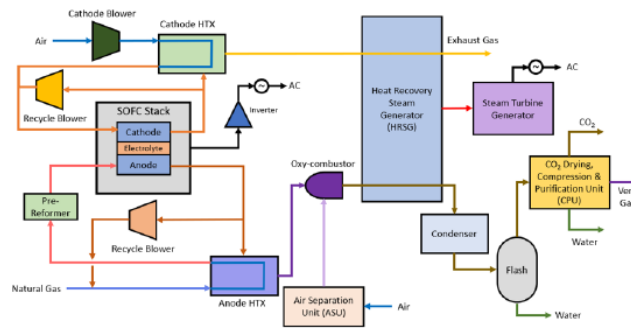 Cathode Blower
Cathode HTX
Air
Exhaust Gas
Recycle Blower
SOFC Stack
Cathode
Electrolyte
Anode
AC
Inverter
Heat Recovery
Steam
Generator
(HRSG)
AC
Steam Turbine
Generator
Pre-
Reformer
Recycle Blower
Natural Gas
Anode HTX
Oxy-combustor
Air Separation
Unit (ASU)
Air
Condenser
Flash
CO₂
CO₂ Drying,
Compression &
Purification Unit
(CPU)
Water
Water